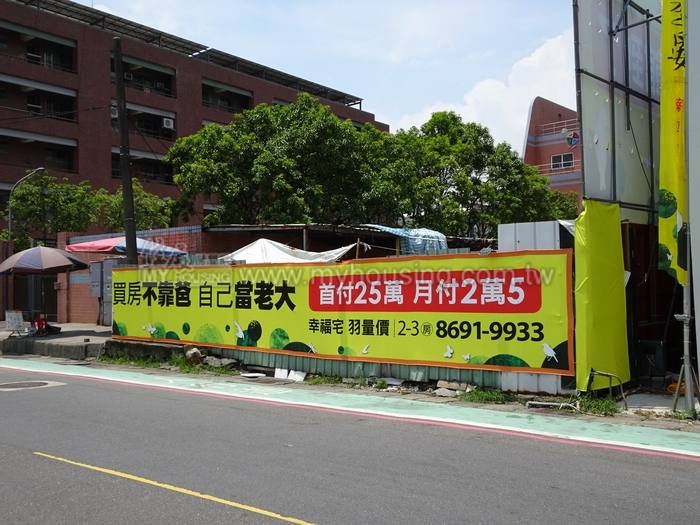 買房不靠爸 自己當老大
首付25萬 月付2萬5
幸福宅 羽量價 2-3房 8691-9933
MY HOUSING www.myhousing.com.tw